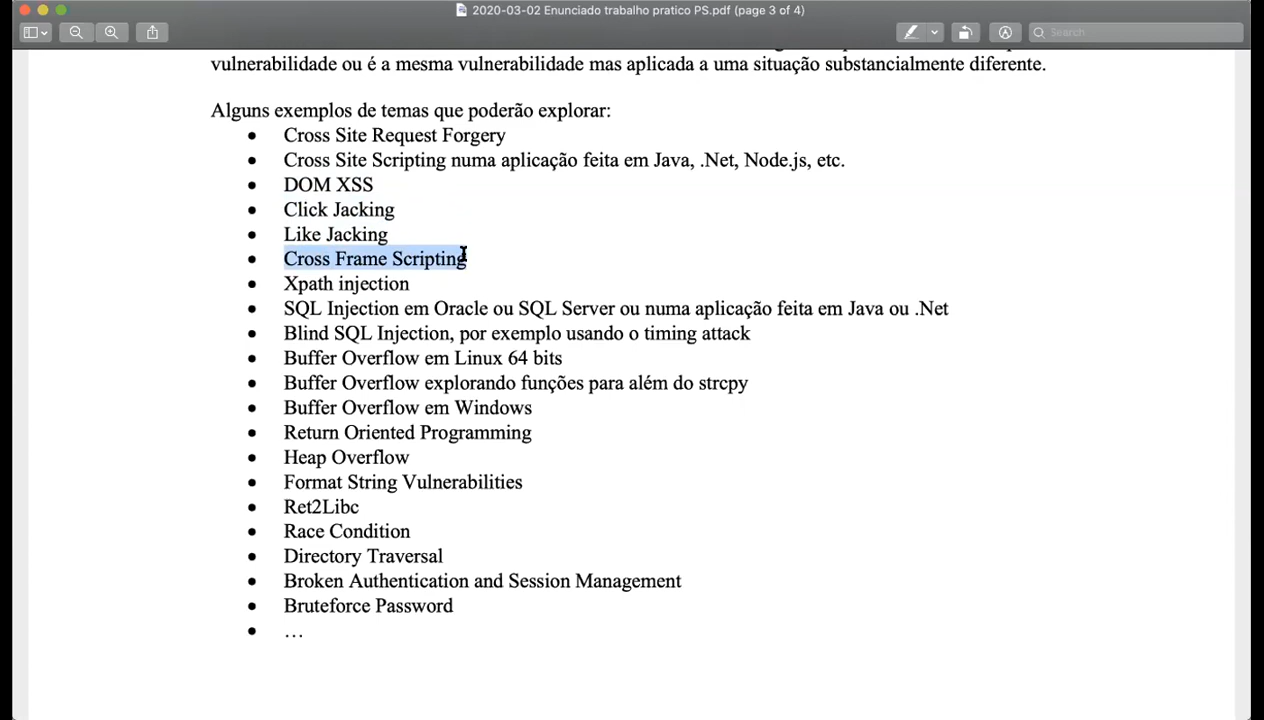 2020-03-02 Enunciado trabalho pratico PS.pdf (page 3 of 4)
Search
vulnerabilidade ou é a mesma vulnerabilidade mas aplicada a uma situação substancialmente diferente.
Alguns exemplos de temas que poderão explorar:
• Cross Site Request Forgery
• Cross Site Scripting numa aplicação feita em Java, .Net, Node.js, etc.
• DOM XSS
• Click Jacking
• Like Jacking
• Cross Frame Scripting
• Xpath injection
• SQL Injection em Oracle ou SQL Server ou numa aplicação feita em Java ou .Net
• Blind SQL Injection, por exemplo usando o timing attack
• Buffer Overflow em Linux 64 bits
• Buffer Overflow explorando funções para além do strcpy
• Buffer Overflow em Windows
• Return Oriented Programming
• Heap Overflow
• Format String Vulnerabilities
• Ret2Libc
• Race Condition
• Directory Traversal
• Broken Authentication and Session Management
• Bruteforce Password
• …